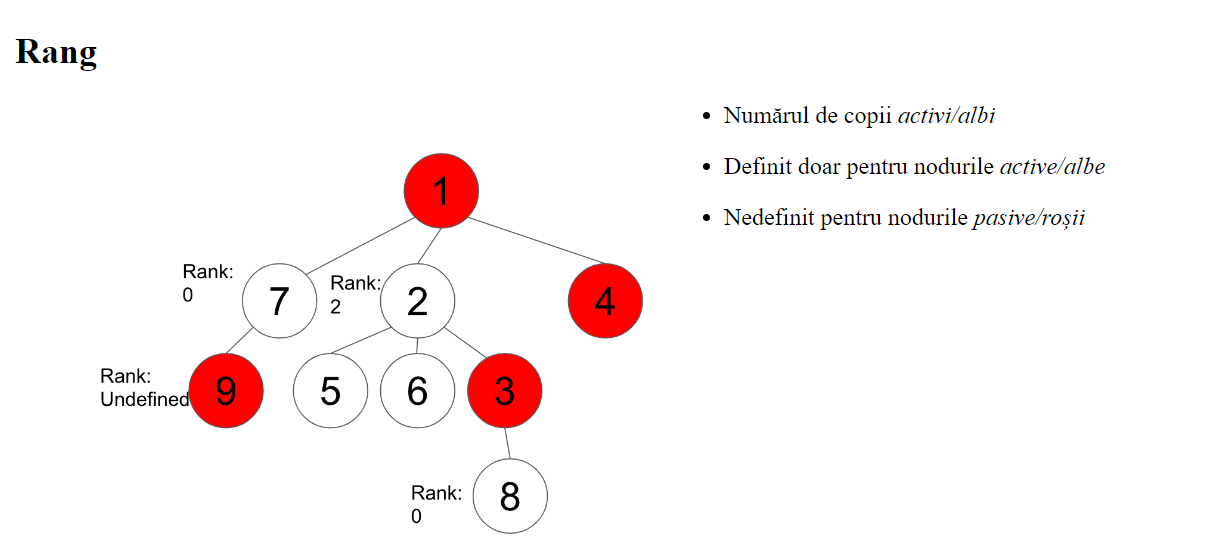 Rang
• Numărul de copii activi/albi
• Definit doar pentru nodurile active/albe
• Nedefinit pentru nodurile pasive/roșii
1
Rank:
0
7
Rank:
2
2
4
Rank:
Undefined
9
5
6
3
Rank:
0
8